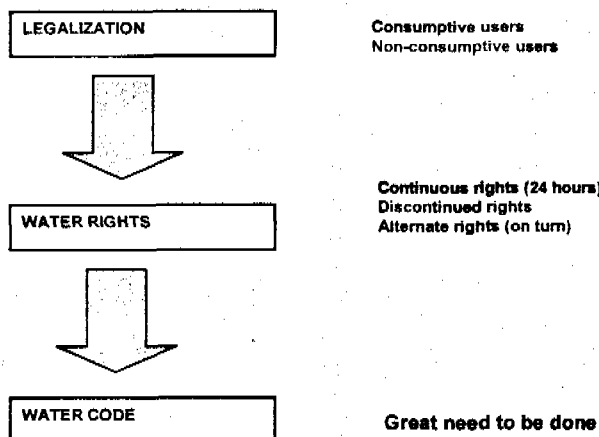 LEGALIZATION
Consumptive users
Non-consumptive users
Continuous rights (24 hours)
WATER RIGHTS
Discontinued rights
Alternate rights (on turn)
WATER CODE
Great need to be done